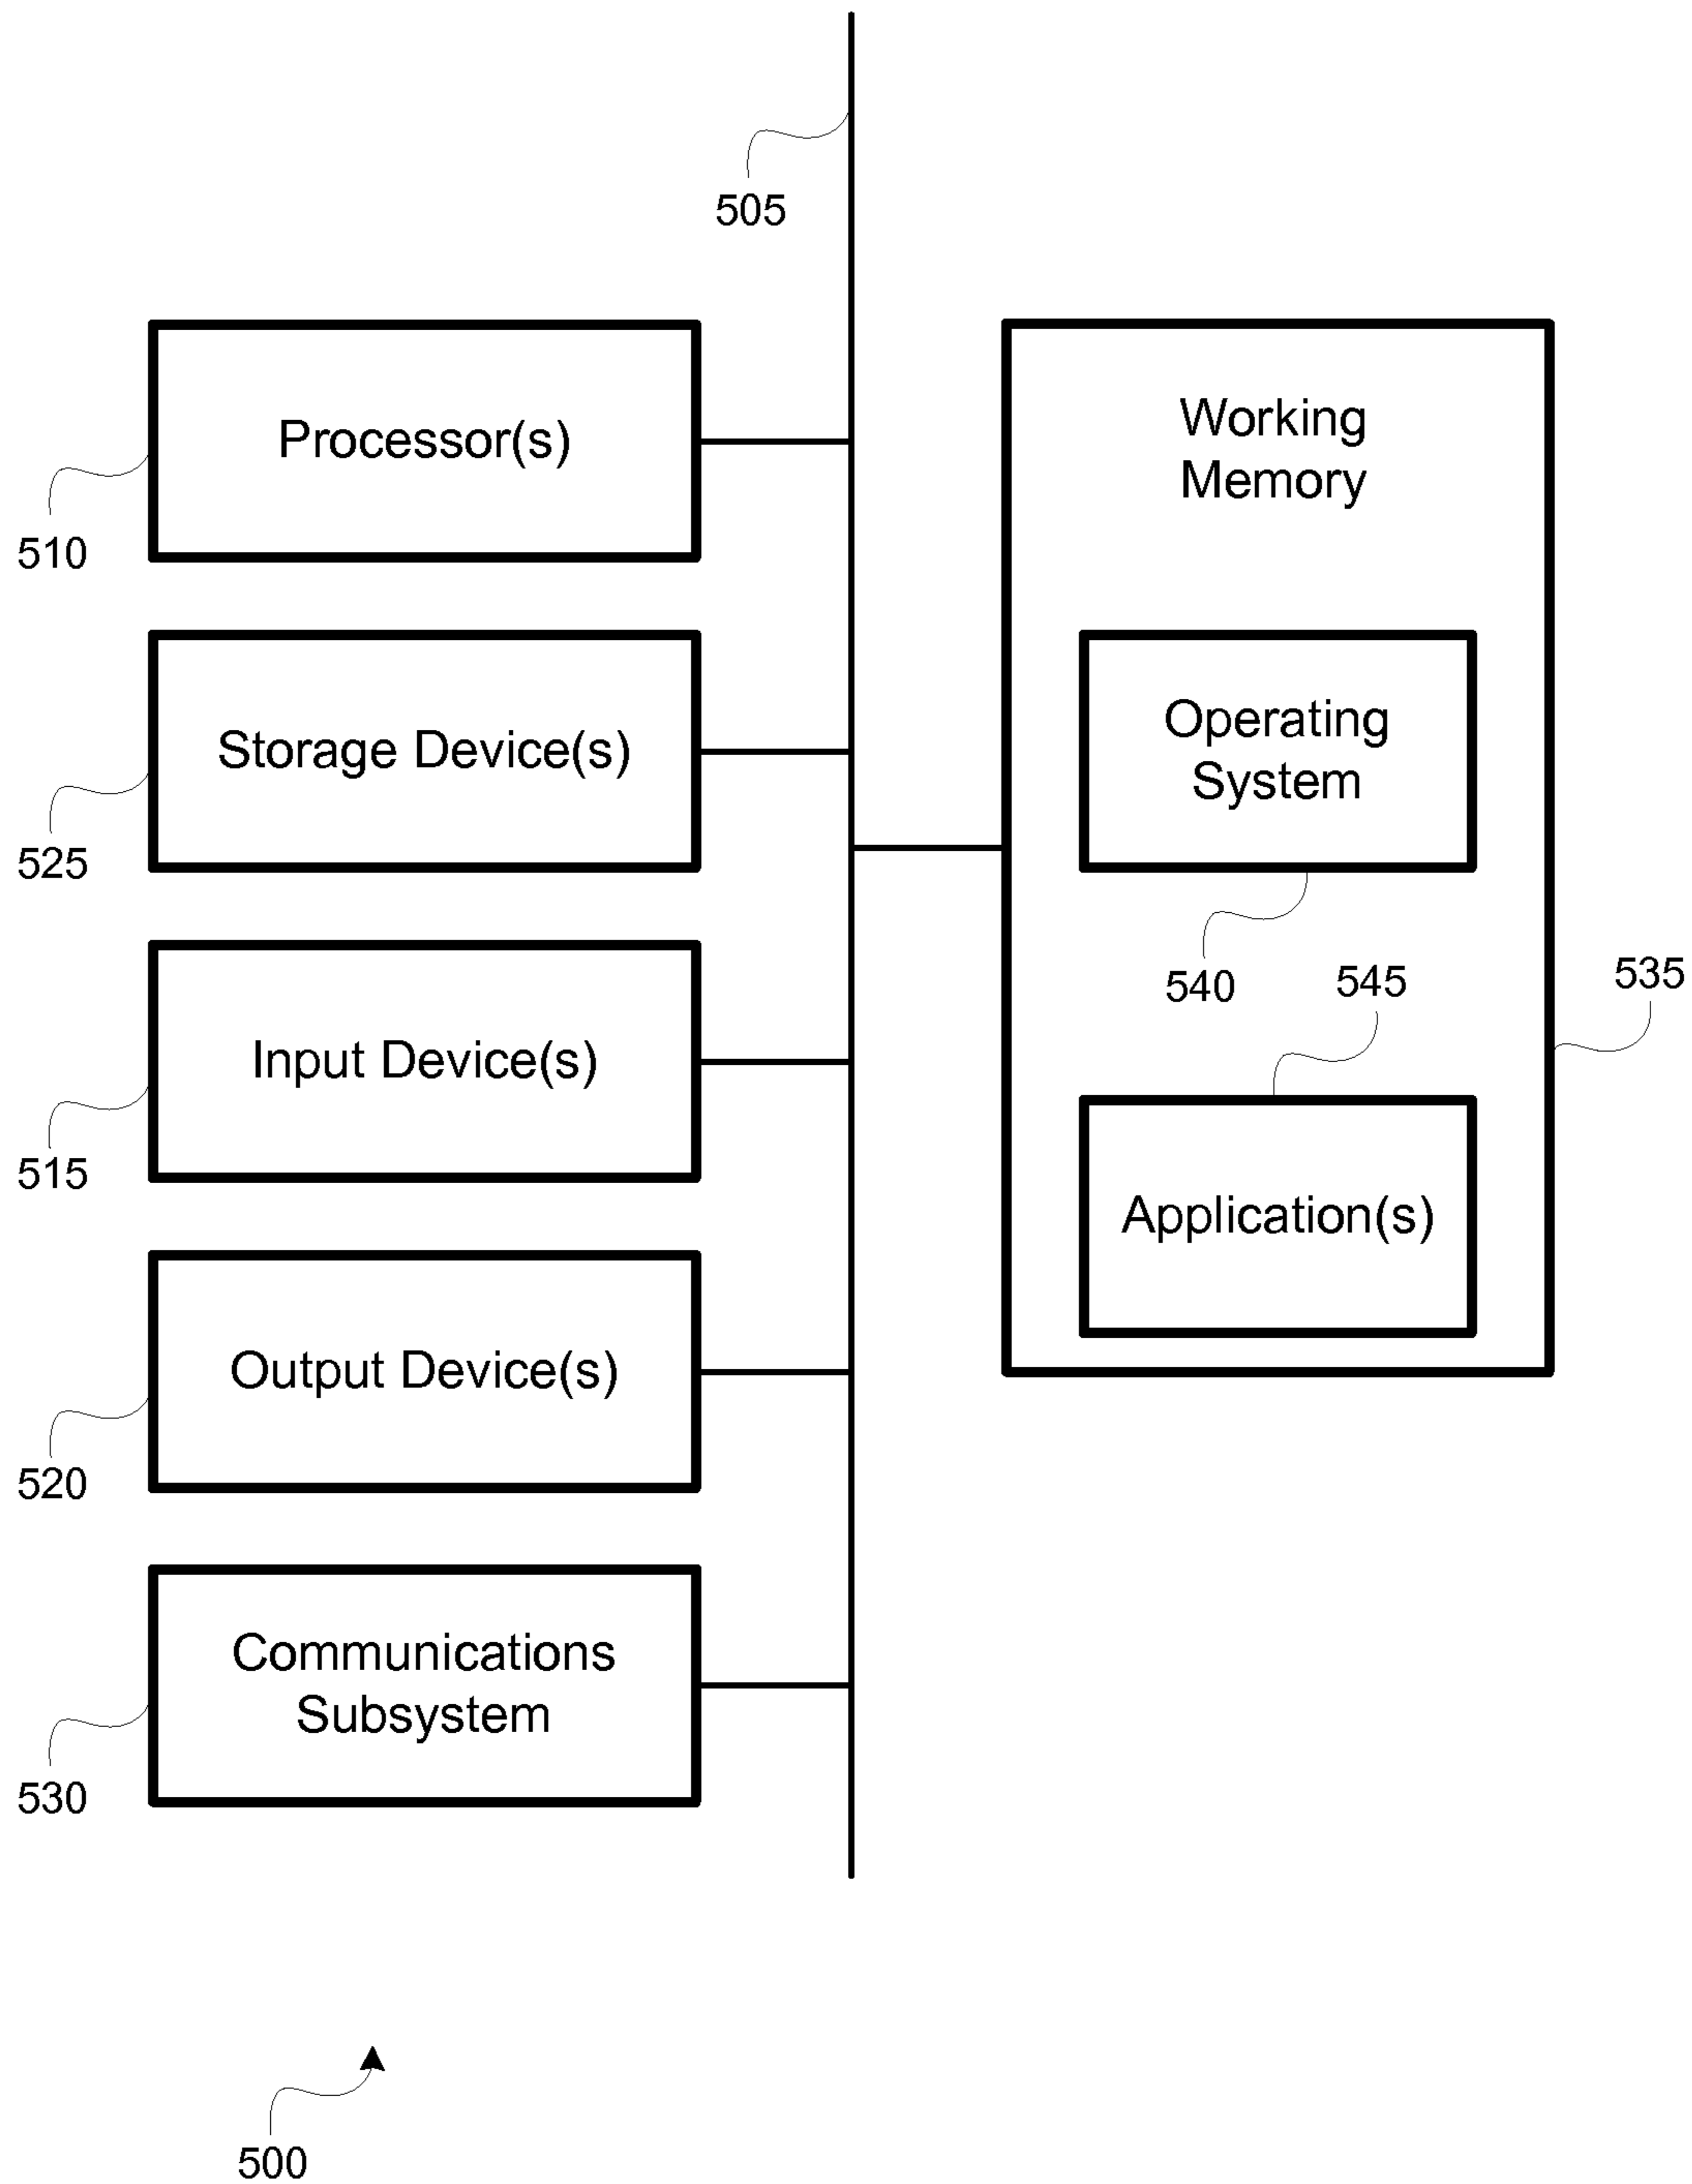 505
Processor(s)
510
Storage Device(s)
525
Input Device(s)
515
Output Device(s)
520
Communications
Subsystem
530
Working
Memory
Operating
System
540
545
535
Application(s)
500